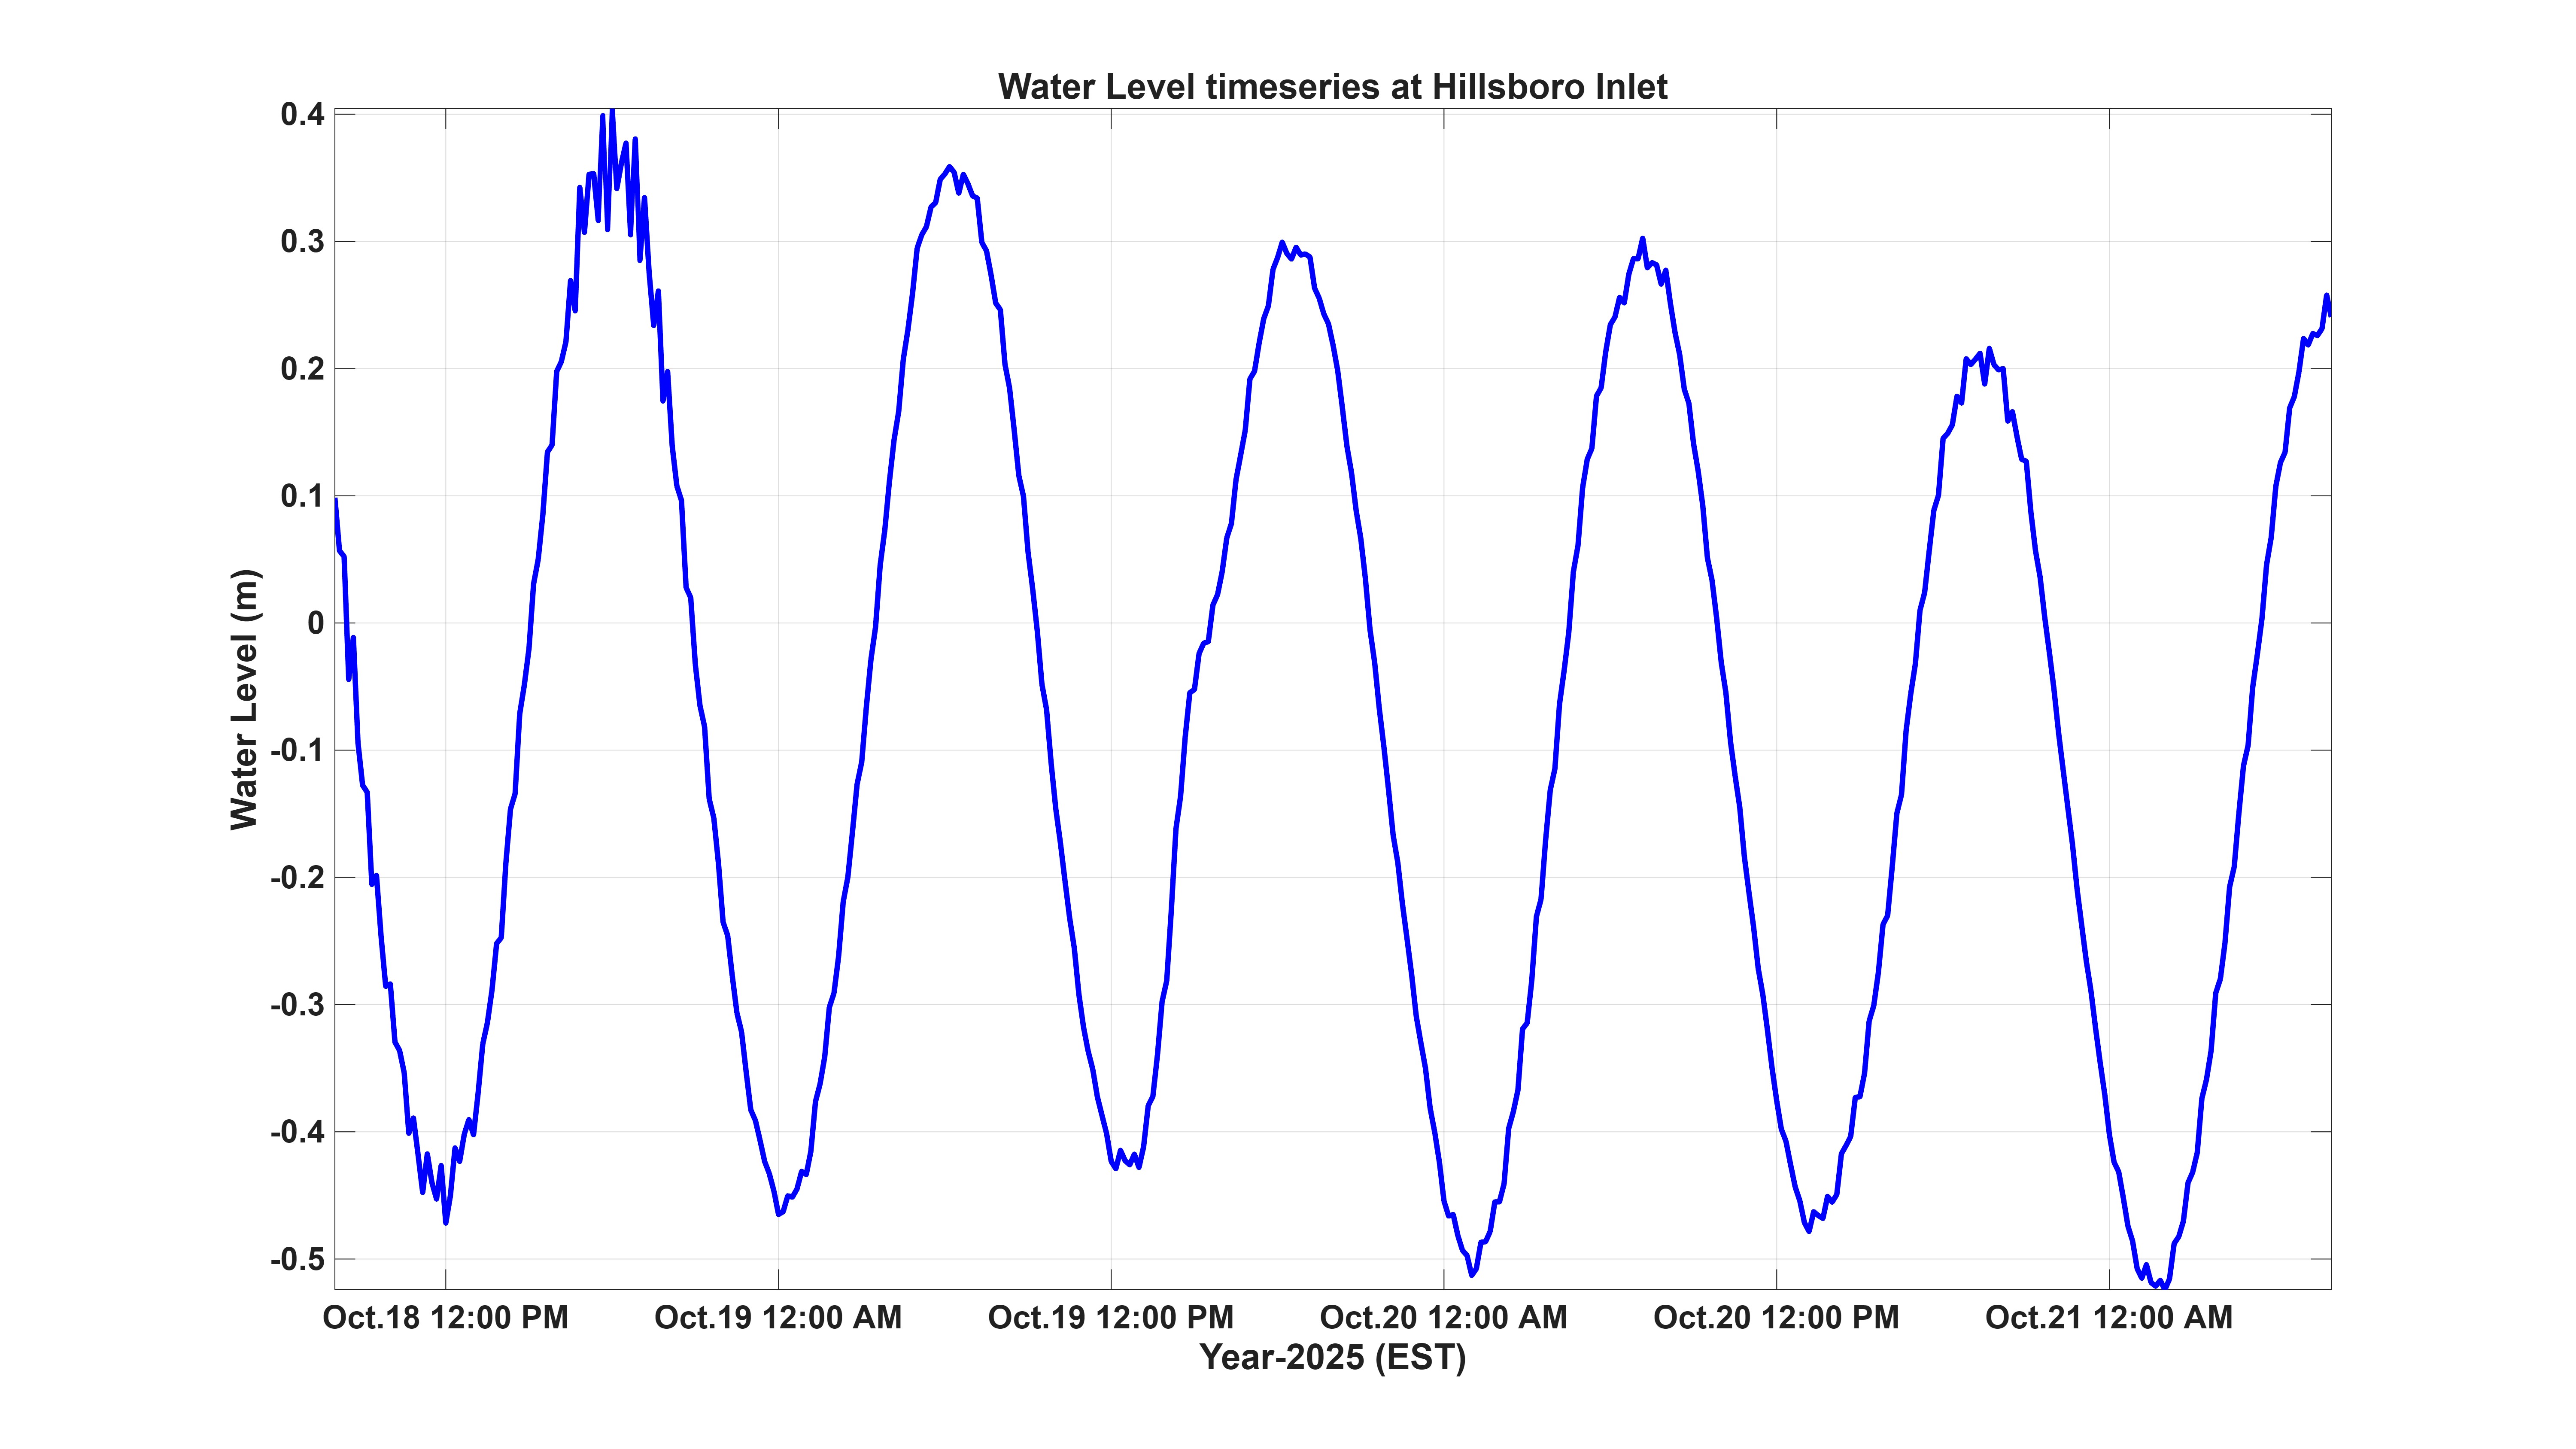 Water Level timeseries at Hillsboro Inlet
0.4
0.3
0.2
0.1
0
-0.1
-0.2
-0.3
-0.4
-0.5
Water Level (m)
Oct.18 12:00 PM Oct.19 12:00 AM Oct.19 12:00 PM Oct.20 12:00 AM Oct.20 12:00 PM Oct.21 12:00 AM
Year-2025 (EST)